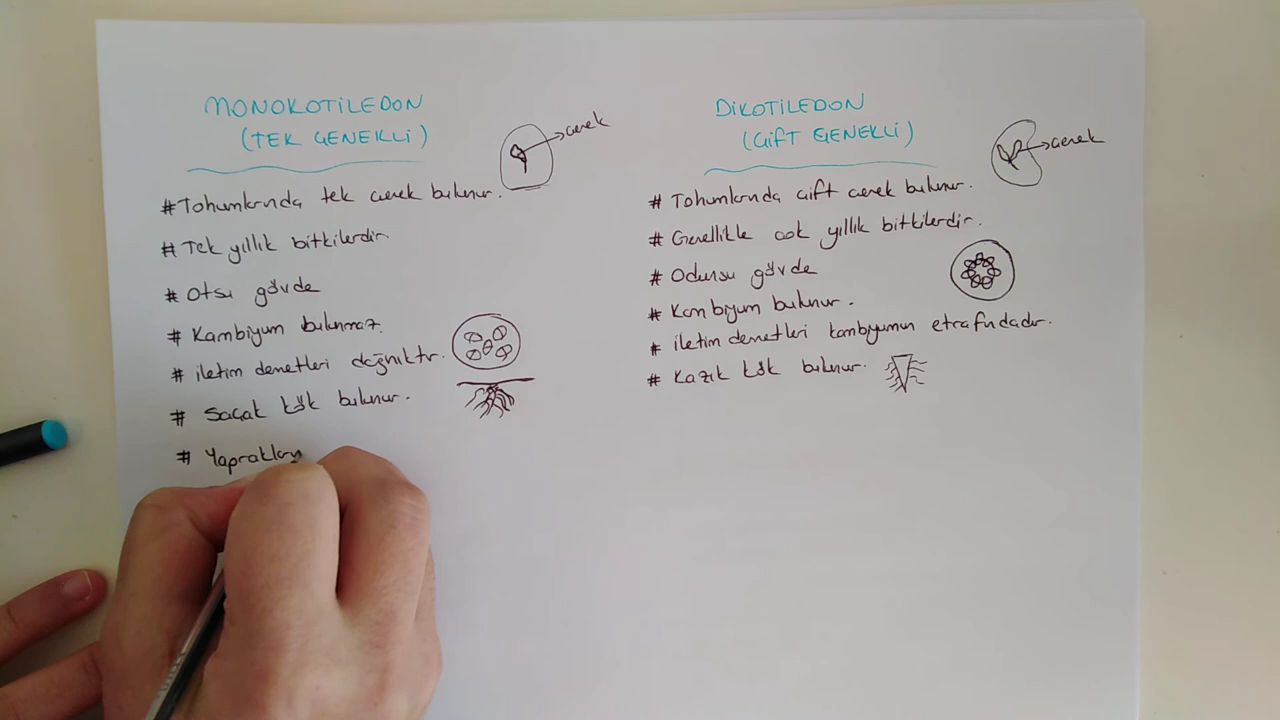 MONOKOTİLEDON
(TEK ÇENEKLİ)
çenek
#Tohumlarında tek çenek bulunur.
#Tek yıllık bitkilerdir
# Otsu gövde
# Kambiyum bulunmaz.
# iletim demetleri dağınıktır.
# Saçak kök bulunur.
# Yaprakları
DİKOTİLEDON
(Çift ÇENEKLİ)
çenek
# Tohumlarında çift çenek bulunur.
# Genellikle çok yıllık bitkilerdir.
# Odunsu gövde
# Kambiyum bulunur.
# iletim demetleri kambiyumun etrafındadır.
# Kazık kök bulunur.